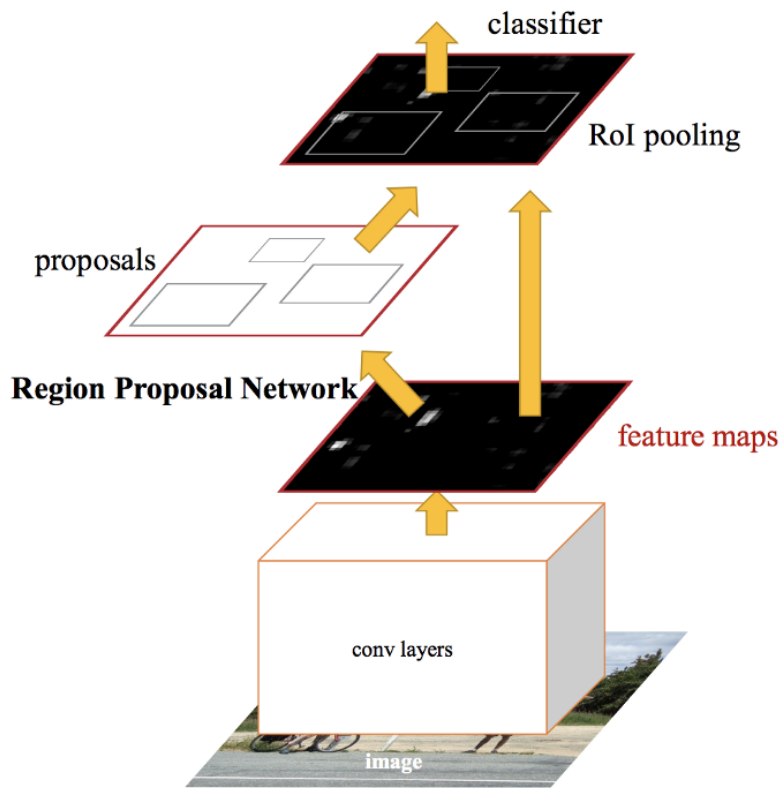 classifier
RoI pooling
proposals
Region Proposal Network
feature maps
conv layers
image